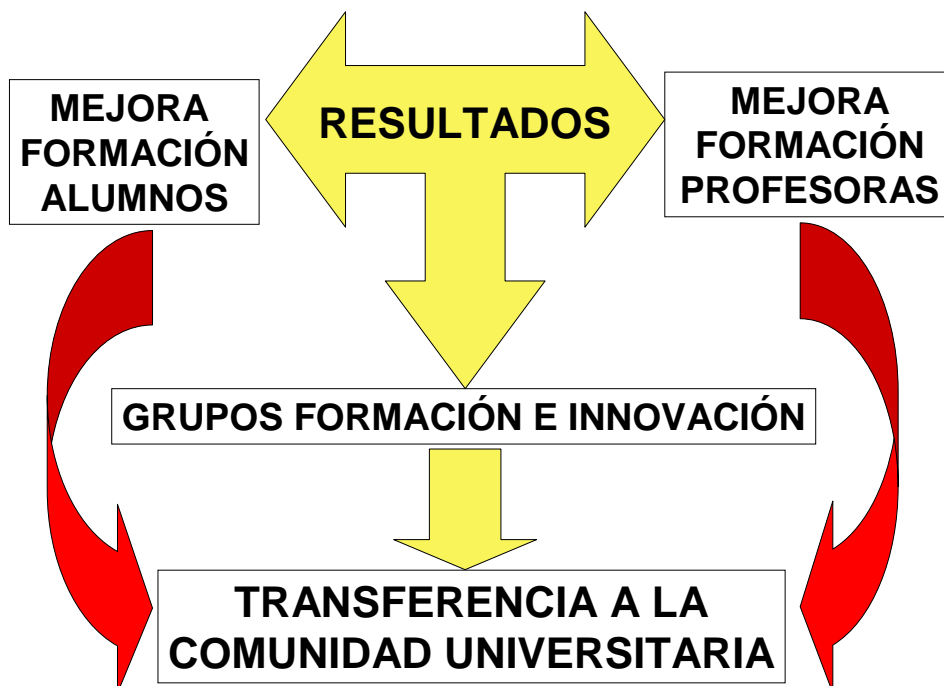 MEJORA
FORMACIÓN
ALUMNOS
RESULTADOS
MEJORA
FORMACIÓN
PROFESORAS
GRUPOS FORMACIÓN E INNOVACIÓN
TRANSFERENCIA A LA
COMUNIDAD UNIVERSITARIA